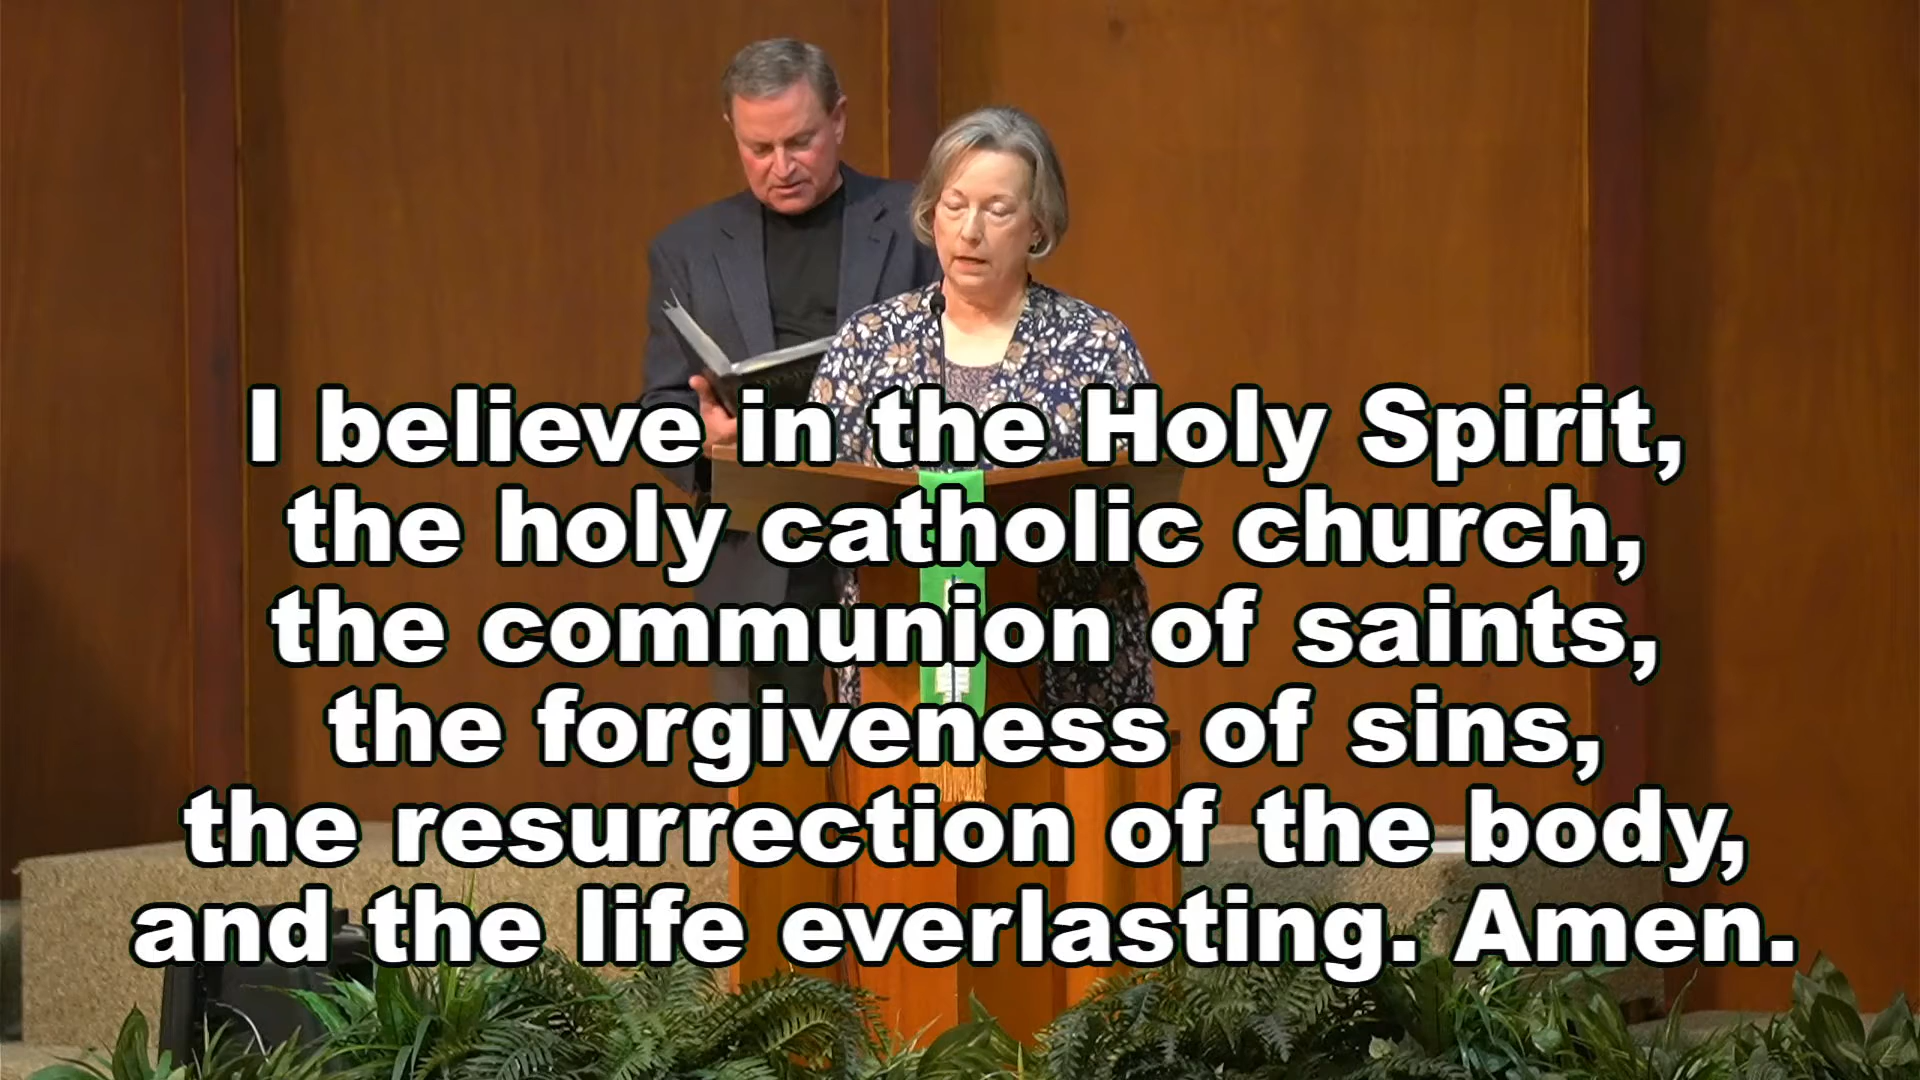 I believe in the Holy Spirit,
the holy catholic church,
the communion of saints,
the forgiveness of sins,
the resurrection of the body,
and the life everlasting. Amen.